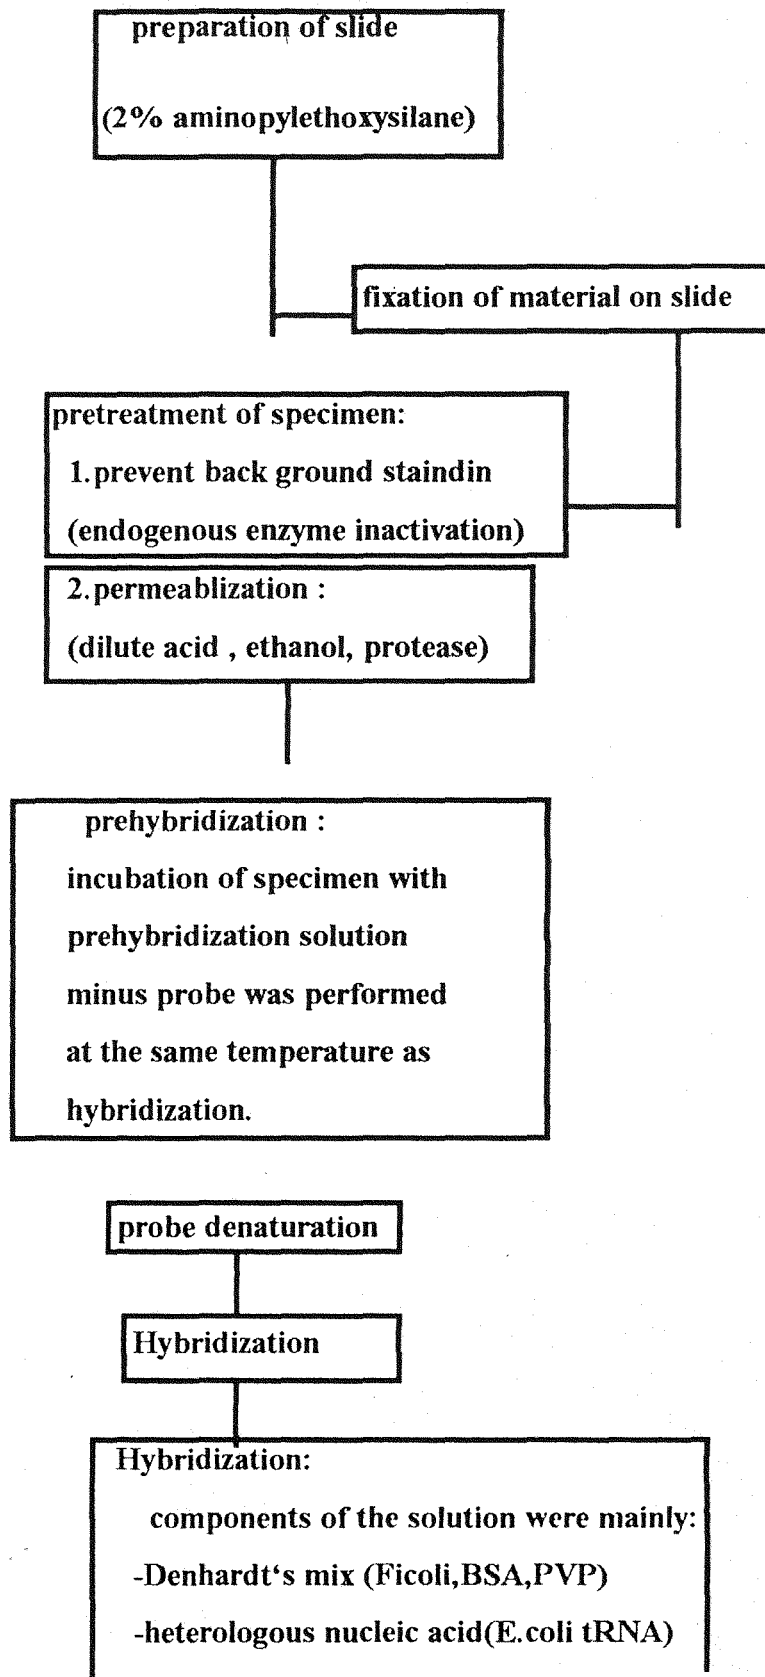 preparation of slide
(2% aminopylethoxysilane)
fixation of material on slide
pretreatment of specimen:
1.prevent back ground staindin
(endogenous enzyme inactivation)
2.permeablization :
(dilute acid , ethanol, protease)
prehybridization :
incubation of specimen with
prehybridization solution
minus probe was performed
at the same temperature as
hybridization.
probe denaturation
Hybridization
Hybridization:
components of the solution were mainly:
-Denhardt‘s mix (Ficoli,BSA,PVP)
-heterologous nucleic acid(E.coli tRNA)